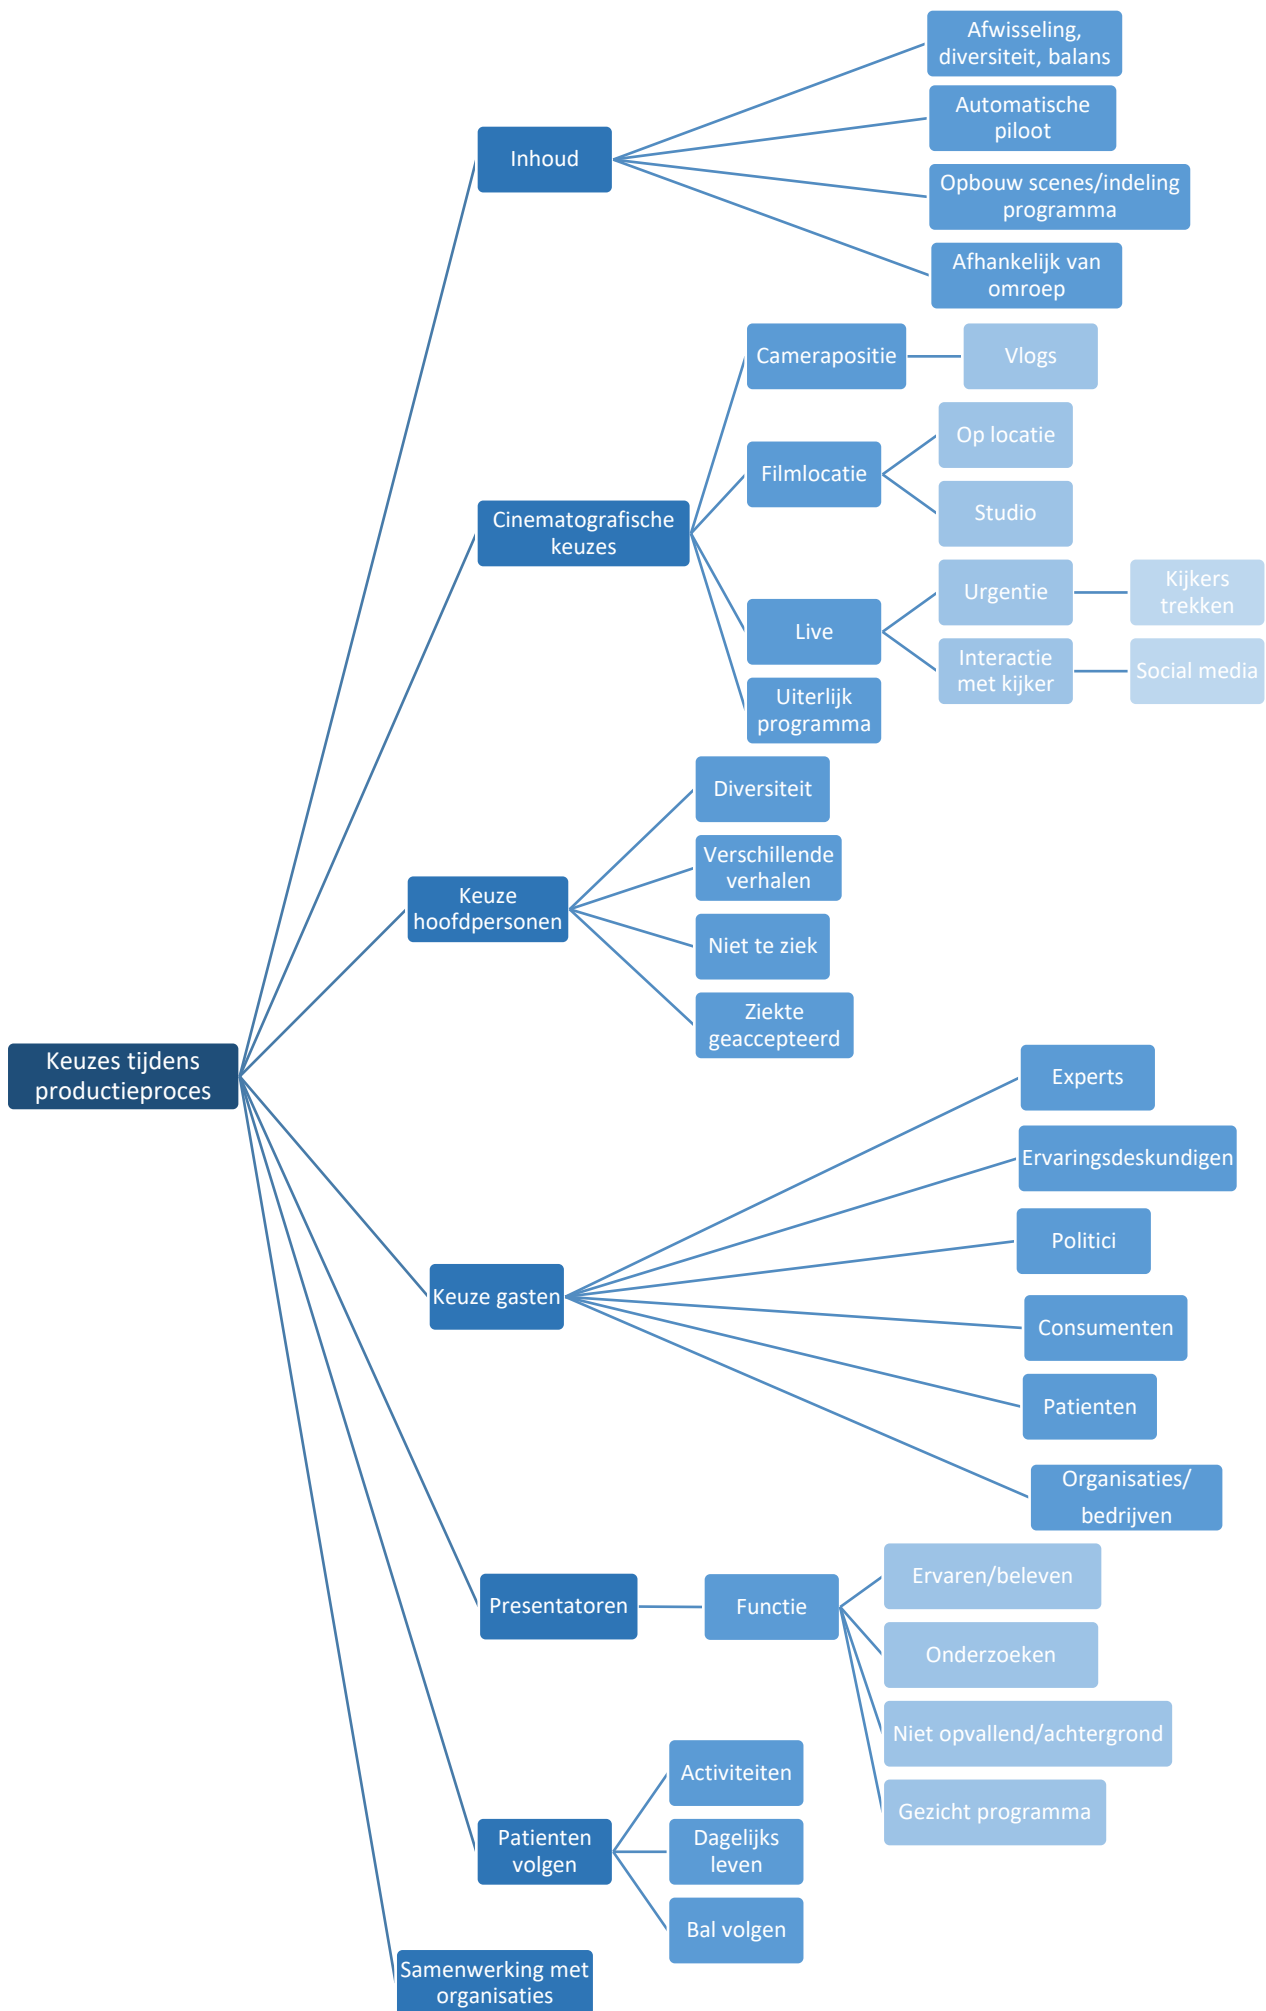 Afwisseling,
diversiteit, balans
Automatische
piloot
Inhoud
Opbouw scenes/indeling
programma
Afhankelijk van
omroep
Camerapositie
Vlogs
Op locatie
Filmlocatie
Studio
Cinematografische
keuzes
Urgentie
Kijkers
trekken
Live
Interactie
met kijker
Social media
Uiterlijk
programma
Diversiteit
Verschillende
verhalen
Keuze
hoofdpersonen
Niet te ziek
Ziekte
geaccepteerd
Keuzes tijdens
productieproces
Experts
Ervaringsdeskundigen
Politici
Keuze gasten
Consumenten
Patienten
Organisaties/
bedrijven
Ervaren/beleven
Presentatoren
Functie
Onderzoeken
Niet opvallend/achtergrond
Gezicht programma
Activiteiten
Patienten
volgen
Dagelijks
leven
Bal volgen
Samenwerking met
organisaties